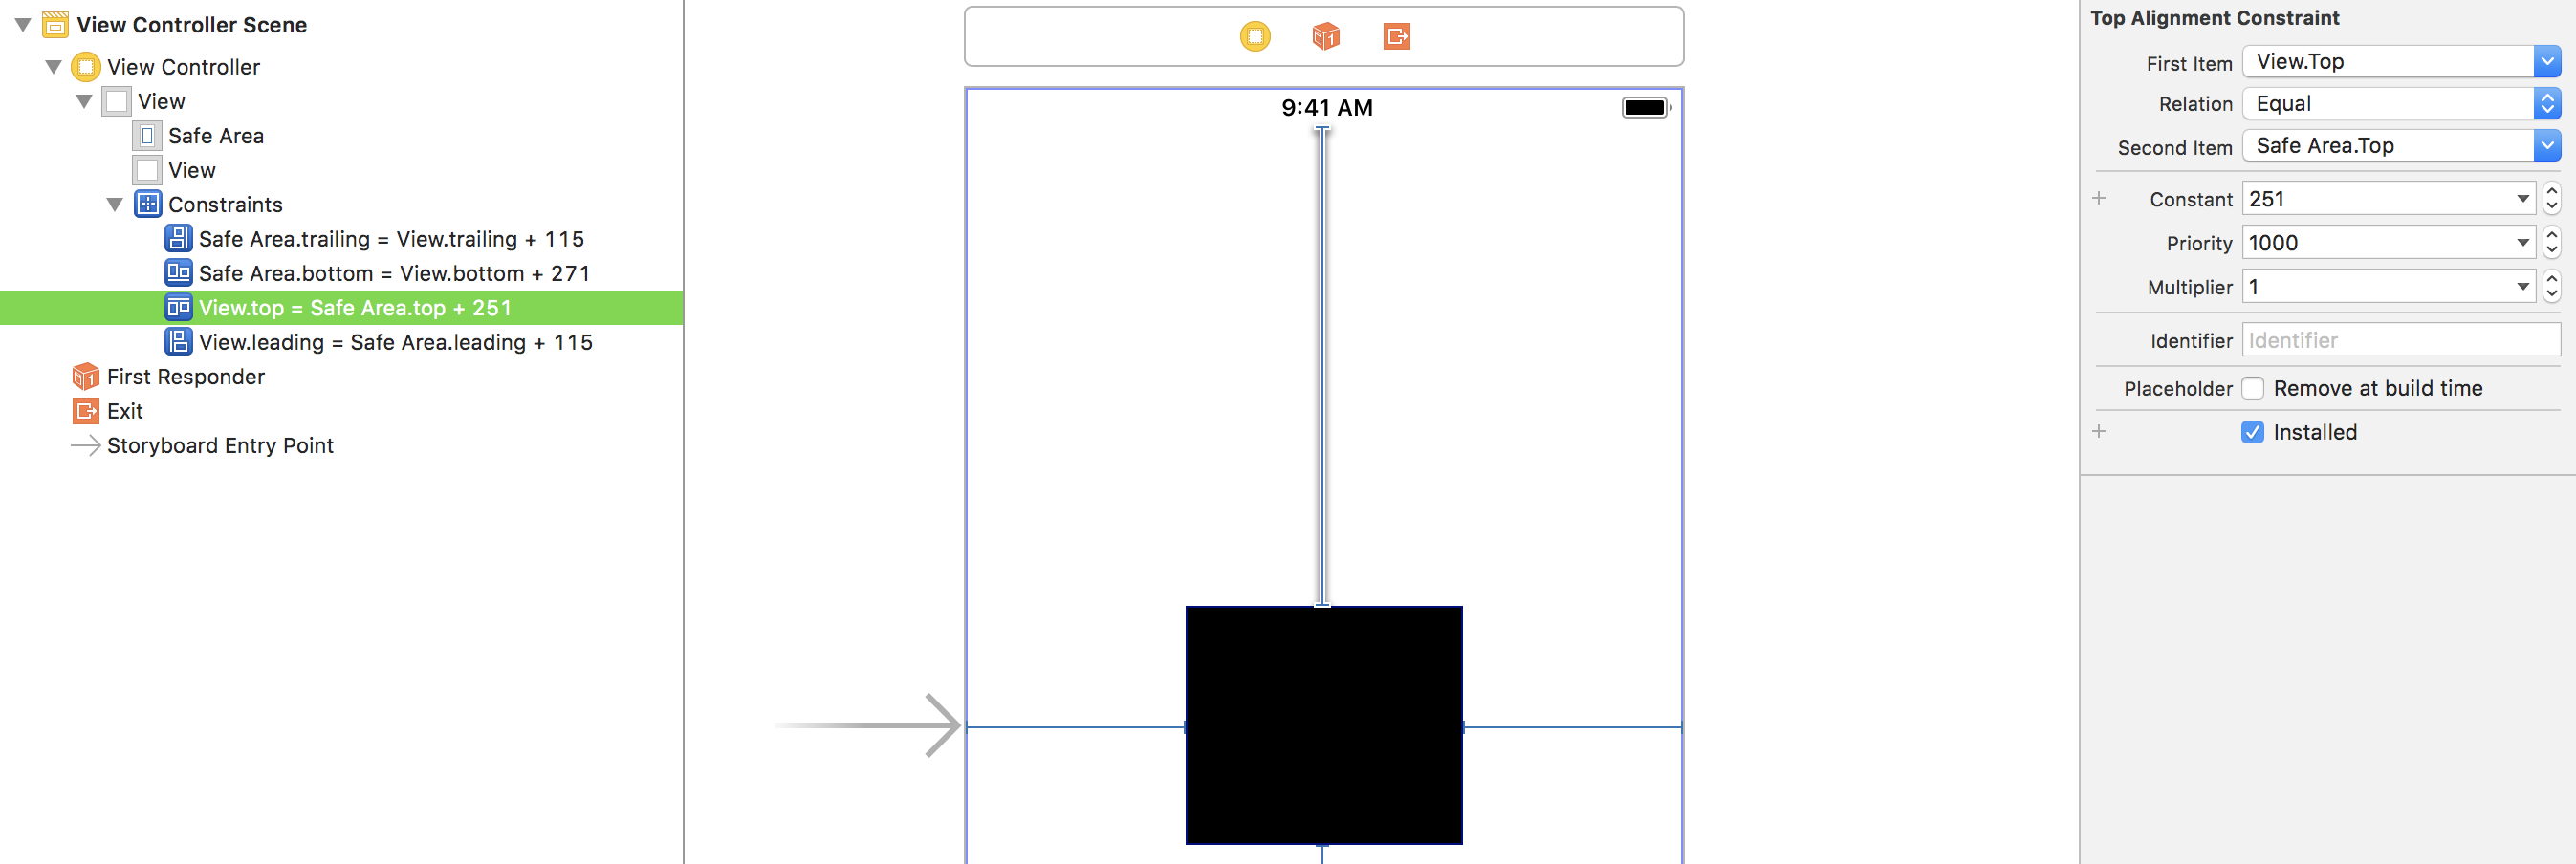 View Controller Scene
View Controller
View
Safe Area
View
Constraints
Safe Area.trailing = View.trailing + 115
Safe Area.bottom = View.bottom + 271
View.top = Safe Area.top + 251
View.leading = Safe Area.leading + 115
First Responder
Exit
Storyboard Entry Point
1
9:41 AM
Top Alignment Constraint
First Item View.Top
Relation Equal
Second Item Safe Area.Top
+ Constant 251
Priority 1000
Multiplier 1
Identifier Identifier
Placeholder Remove at build time
+ Installed